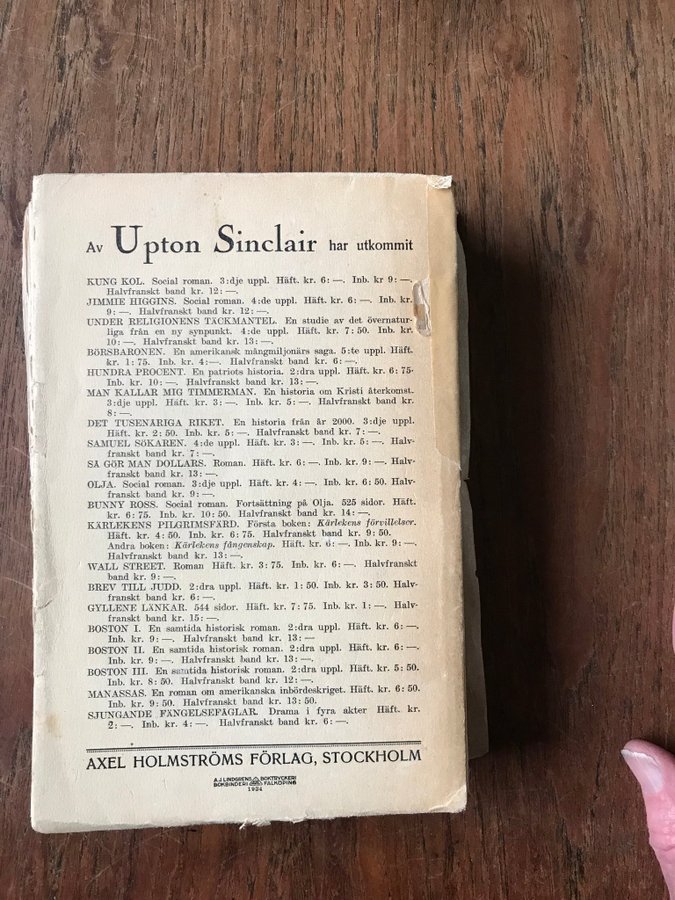 Av Upton Sinclair har utkommit
KUNG KOL. Social roman. 3:dje uppl. Häft. kr. 6: —. Inb. kr 9: —.
Halvfranskt band kr. 12: —.
JIMMIE HIGGINS. Social roman. 4:de uppl. Häft. kr. 6: —. Inb. kr.
9: —. Halvfranskt band kr. 12: —.
UNDER RELIGIONENS TÄCKMANTEL. En studie av det övernatur-
liga från en ny synpunkt. 4:de uppl. Häft. kr. 7: 50. Inb. kr.
10: —. Halvfranskt band kr. 13: —.
BÖRSBARONEN. En amerikansk mångmiljonärs saga. 5:te uppl. Häft.
kr. 1: 75. Inb. kr. 4:—. Halvfranskt band kr. 6: —.
HUNDRA PROCENT. En patriots historia. 2:dra uppl. Häft. kr. 6: 75-
Inb. kr. 10: —. Halvfranskt band kr. 13: —.
MAN KALLAR MIG TIMMERMAN. En historia om Kristi återkomst.
3:dje uppl. Häft. kr. 3: —. Inb. kr. 5: —. Halvfranskt band kr.
8: —.
DET TUSENÅRIGA RIKET. En historia från år 2000. 3:dje uppl.
Häft. kr. 2: 50. Inb. kr. 5: —. Halvfranskt band kr. 7: —.
SAMUEL SÖKAREN. 4:de uppl. Häft. kr. 3: —. Inb. kr. 5: —. Halv-
franskt band kr. 7: —.
SÅ GÖR MAN DOLLARS. Roman. Häft. kr. 6: —. Inb. kr. 9: —. Halv-
franskt band kr. 13: —.
OLJA. Social roman. 3:dje uppl. Häft. kr. 4: —. Inb. kr. 6: 50. Halv-
franskt band kr. 9: —.
BUNNY ROSS. Social roman. Fortsättning på Olja. 525 sidor. Häft.
kr. 6: 75. Inb. kr. 10: 50. Halvfranskt band kr. 14: —.
KÄRLEKENS PILGRIMSFÄRD. Första boken: Kärlekens förvillelser.
Häft. kr. 4: 50. Inb. kr. 6: 75. Halvfranskt band kr. 9: 50.
Andra boken: Kärlekens fångenskap. Häft. kr. 6: —. Inb. kr. 9: —.
Halvfranskt band kr. 13: —.
WALL STREET. Roman Häft. kr. 3: 75. Inb. kr. 6: —. Halvfranskt
band kr. 9: —.
BREV TILL JUDD. 2:dra uppl. Häft. kr. 1: 50. Inb. kr. 3: 50. Halv-
franskt band kr. 6: —.
GYLLENE LÄNKAR. 544 sidor. Häft. kr. 7: 75. Inb. kr. 1: —. Halv-
franskt band kr. 15: —.
BOSTON I. En samtida historisk roman. 2:dra uppl. Häft. kr. 6: —.
Inb. kr. 9: —. Halvfranskt band kr. 13: —
BOSTON II. En samtida historisk roman. 2:dra uppl. Häft. kr. 6: —.
Inb. kr. 9: —. Halvfranskt band kr. 13: —.
BOSTON III. En samtida historisk roman. 2:dra uppl. Häft. kr. 5: 50.
Inb. kr. 8: 50. Halvfranskt band kr. 12: —.
MANASSAS. En roman om amerikanska inbördeskriget. Häft. kr. 6: 50.
Inb. kr. 9: 50. Halvfranskt band kr. 13: 50.
SJUNGANDE FÄNGELSEFÅGLAR. Drama i fyra akter Häft. kr.
2: —. Inb. kr. 4: —. Halvfranskt band kr. 6: —.
AXEL HOLMSTRÖMS FÖRLAG, STOCKHOLM
A.J. LINDGRENS BOKTRYCKERI
BOKBINDERI FALKÖPING
1934